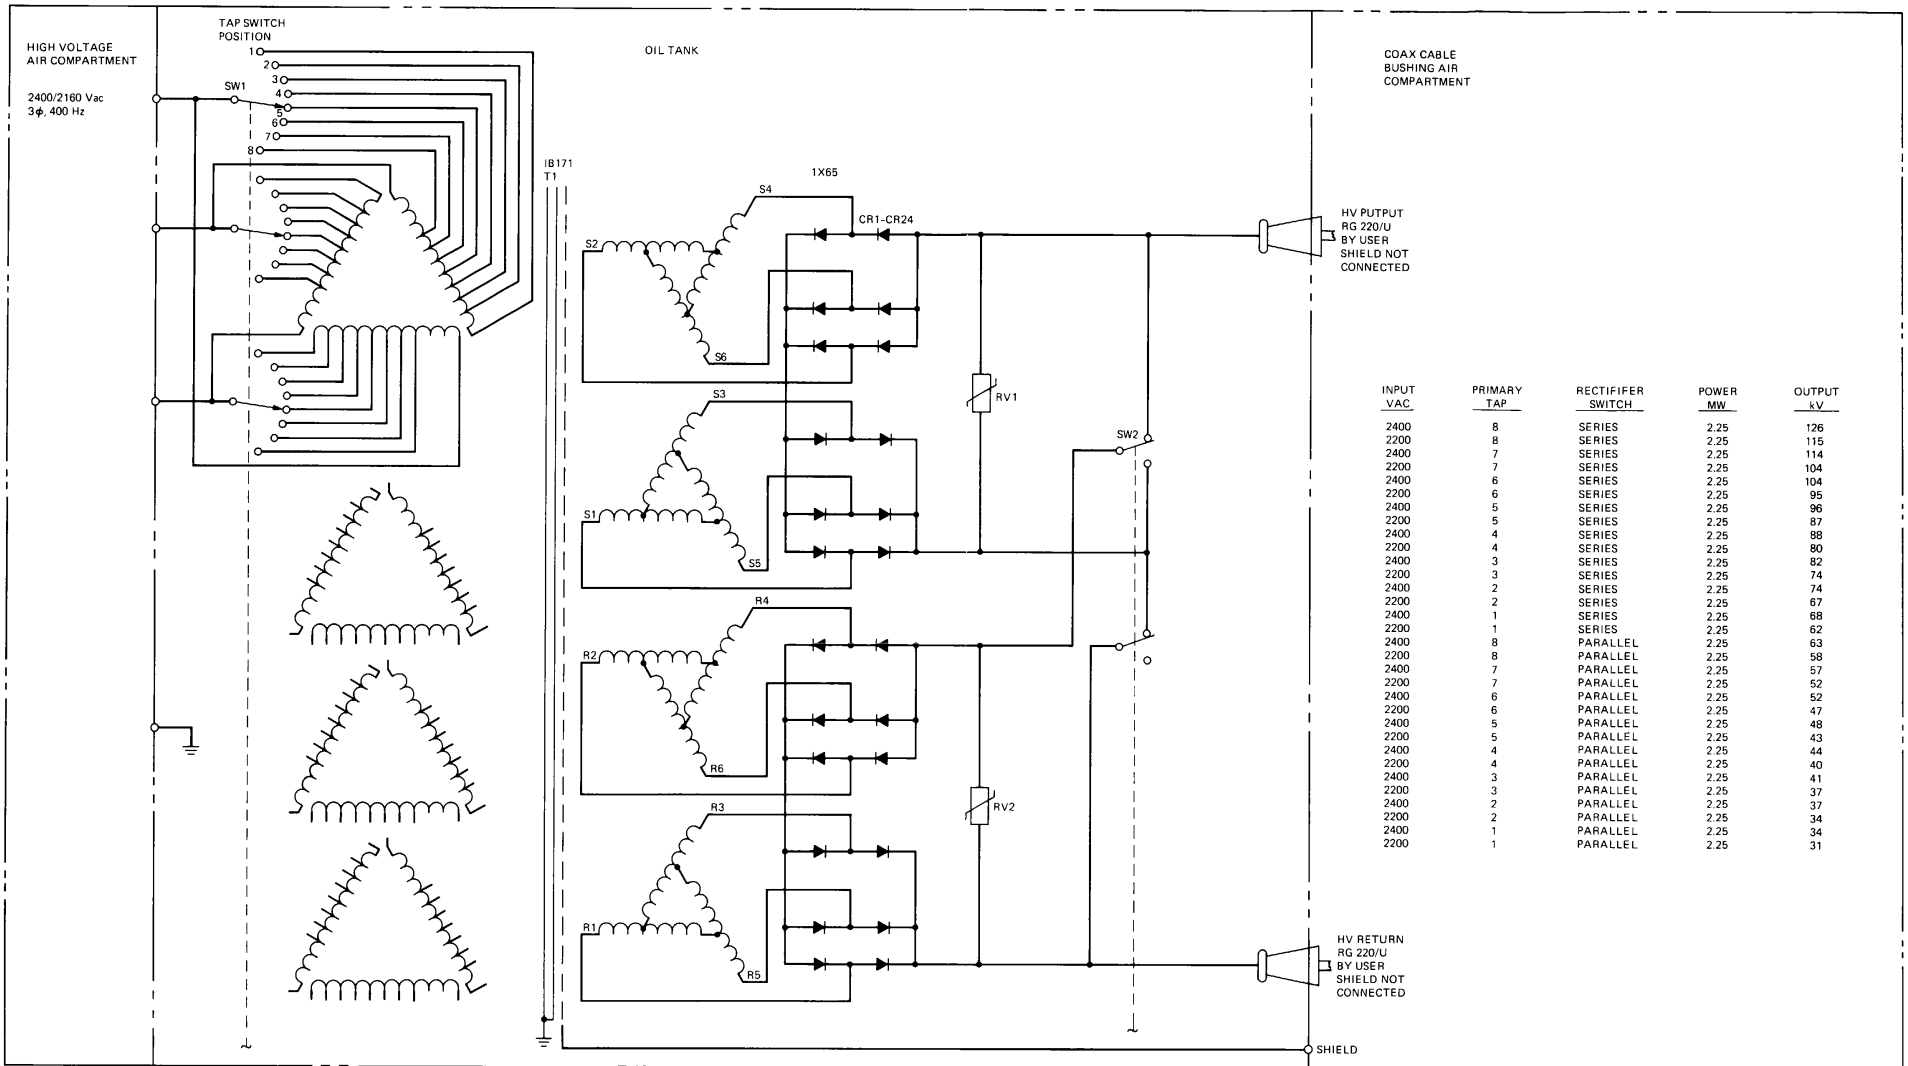 TAP SWITCH
POSITION
HIGH VOLTAGE
AIR COMPARTMENT
2400/2160 Vac
3ϕ, 400 Hz
SW1
1
2
3
4
5
6
7
8
OIL TANK
COAX CABLE
BUSHING AIR
COMPARTMENT
IB171
T1
1X65
CR1-CR24
S4
S2
S6
S3
S1
S5
R4
R2
R6
R3
R1
R5
RV1
RV2
SW2
HV PUTPUT
RG 220/U
BY USER
SHIELD NOT
CONNECTED
INPUT VAC PRIMARY TAP RECTIFIFER SWITCH POWER MW OUTPUT kV
2400 8 SERIES 2.25 126
2200 8 SERIES 2.25 115
2400 7 SERIES 2.25 114
2200 7 SERIES 2.25 104
2400 6 SERIES 2.25 104
2200 6 SERIES 2.25 95
2400 5 SERIES 2.25 96
2200 5 SERIES 2.25 87
2400 4 SERIES 2.25 88
2200 4 SERIES 2.25 80
2400 3 SERIES 2.25 82
2200 3 SERIES 2.25 74
2400 2 SERIES 2.25 74
2200 2 SERIES 2.25 67
2400 1 SERIES 2.25 68
2200 1 SERIES 2.25 62
2400 8 PARALLEL 2.25 63
2200 8 PARALLEL 2.25 58
2400 7 PARALLEL 2.25 57
2200 7 PARALLEL 2.25 52
2400 6 PARALLEL 2.25 52
2200 6 PARALLEL 2.25 47
2400 5 PARALLEL 2.25 48
2200 5 PARALLEL 2.25 43
2400 4 PARALLEL 2.25 44
2200 4 PARALLEL 2.25 40
2400 3 PARALLEL 2.25 41
2200 3 PARALLEL 2.25 37
2400 2 PARALLEL 2.25 37
2200 2 PARALLEL 2.25 34
2400 1 PARALLEL 2.25 34
2200 1 PARALLEL 2.25 31
HV RETURN
RG 220/U
BY USER
SHIELD NOT
CONNECTED
SHIELD